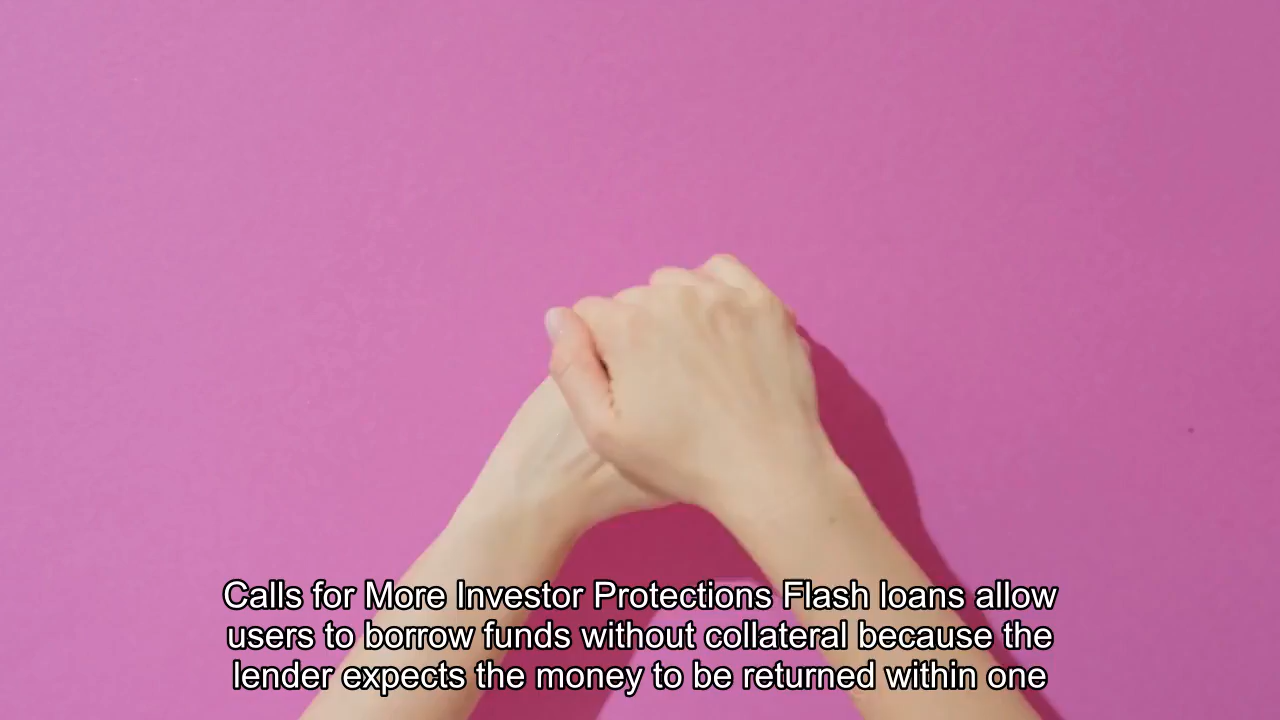 Calls for More Investor Protections Flash loans allow
users to borrow funds without collateral because the
lender expects the money to be returned within one